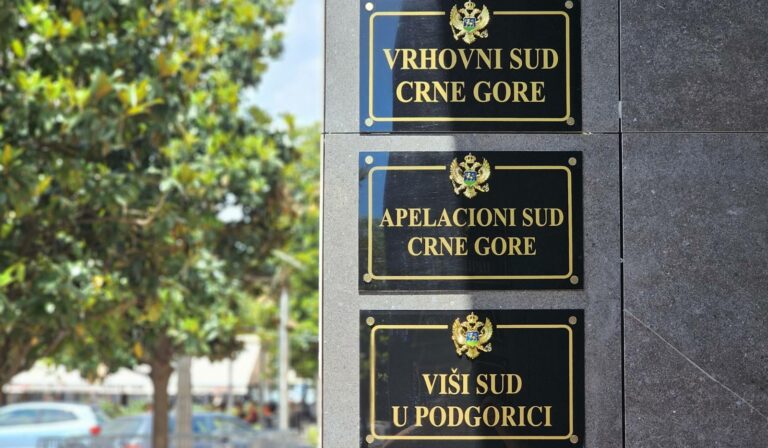 VRHOVNI SUD
CRNE GORE
APELACIONI SUD
CRNE GORE
VIŠI SUD
U PODGORICI